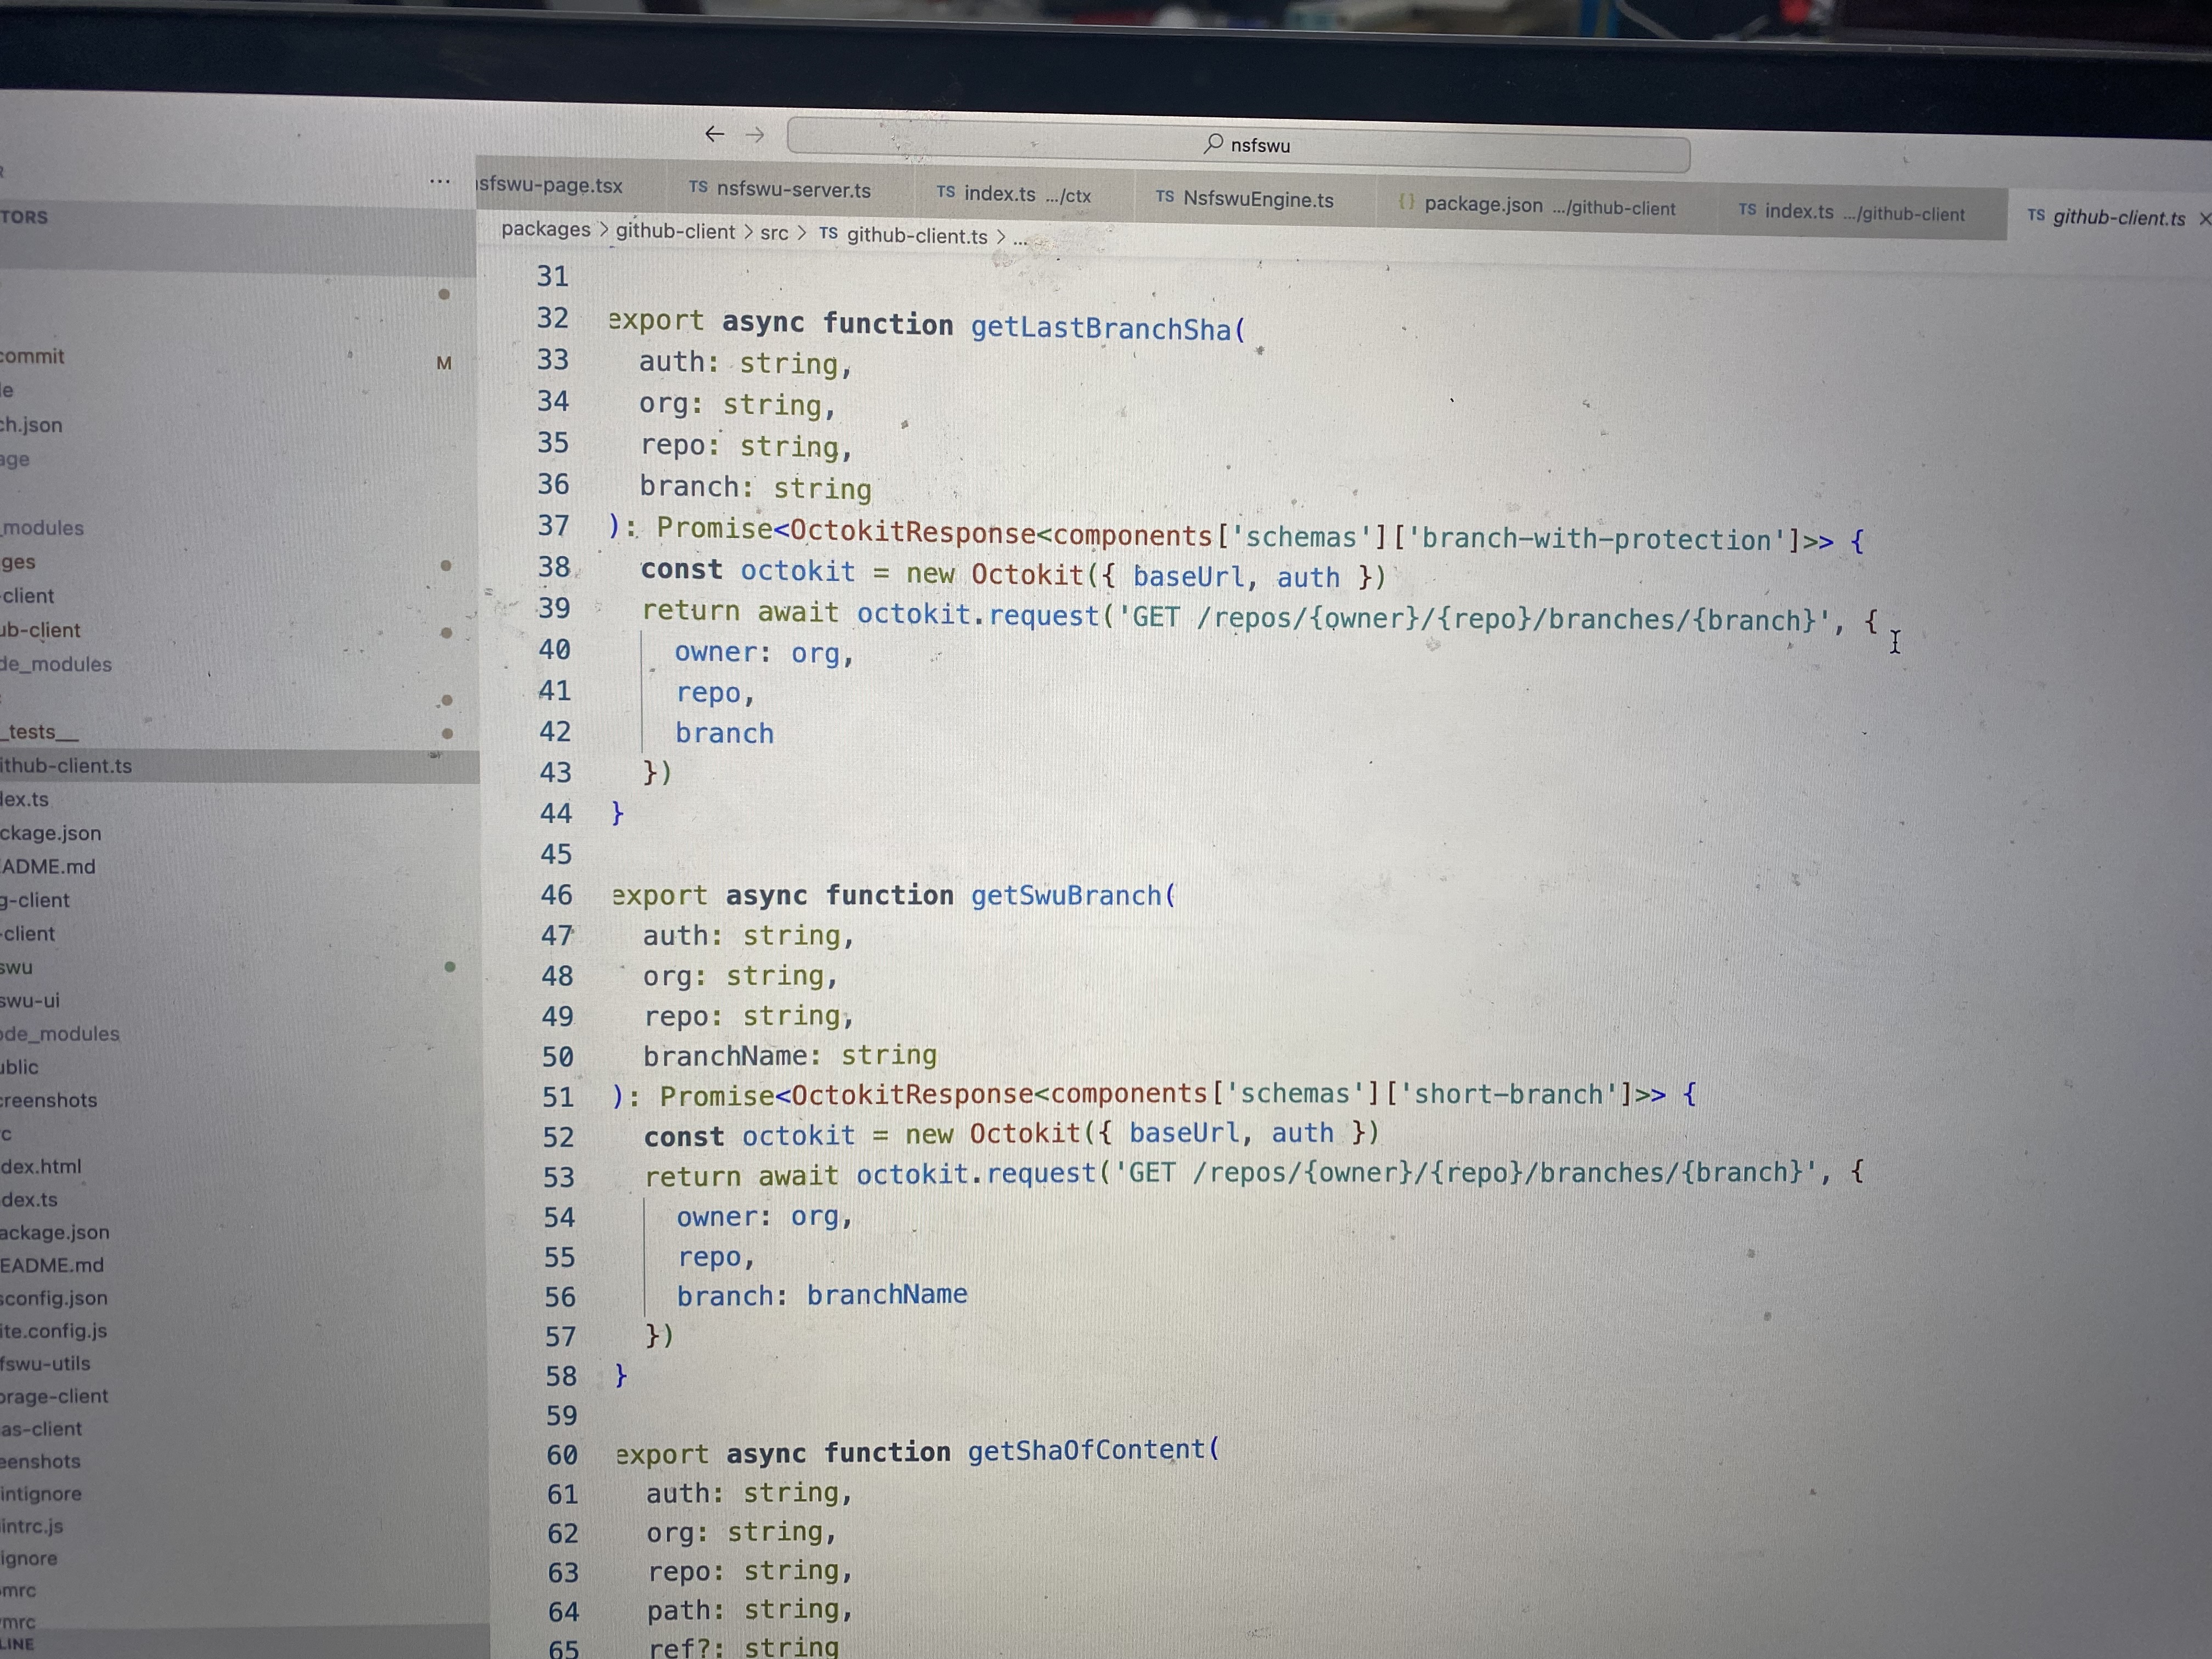 ← → nsfswu
TORS
commit M
ch.json
_modules
ges
client
ub-client
de_modules
_tests__
ithub-client.ts
dex.ts
ckage.json
EADME.md
g-client
-client
swu
swu-ui
ode_modules
ublic
creenshots
c
dex.html
dex.ts
ackage.json
EADME.md
sconfig.json
ite.config.js
fswu-utils
orage-client
as-client
eenshots
intignore
intrc.js
ignore
mrc
mrc
LINE
... nsfswu-page.tsx TS nsfswu-server.ts TS index.ts .../ctx TS NsfswuEngine.ts {} package.json .../github-client TS index.ts .../github-client TS github-client.ts ×
packages > github-client > src > TS github-client.ts > ...
31
32 export async function getLastBranchSha(
33 auth: string,
34 org: string,
35 repo: string,
36 branch: string
37 ): Promise<OctokitResponse<components['schemas']['branch-with-protection']>> {
38 const octokit = new Octokit({ baseUrl, auth })
39 return await octokit.request('GET /repos/{owner}/{repo}/branches/{branch}', {
40 owner: org,
41 repo,
42 branch
43 })
44 }
45
46 export async function getSwuBranch(
47 auth: string,
48 org: string,
49 repo: string,
50 branchName: string
51 ): Promise<OctokitResponse<components['schemas']['short-branch']>> {
52 const octokit = new Octokit({ baseUrl, auth })
53 return await octokit.request('GET /repos/{owner}/{repo}/branches/{branch}', {
54 owner: org,
55 repo,
56 branch: branchName
57 })
58 }
59
60 export async function getShaOfContent(
61 auth: string,
62 org: string,
63 repo: string,
64 path: string,
65 ref?: string